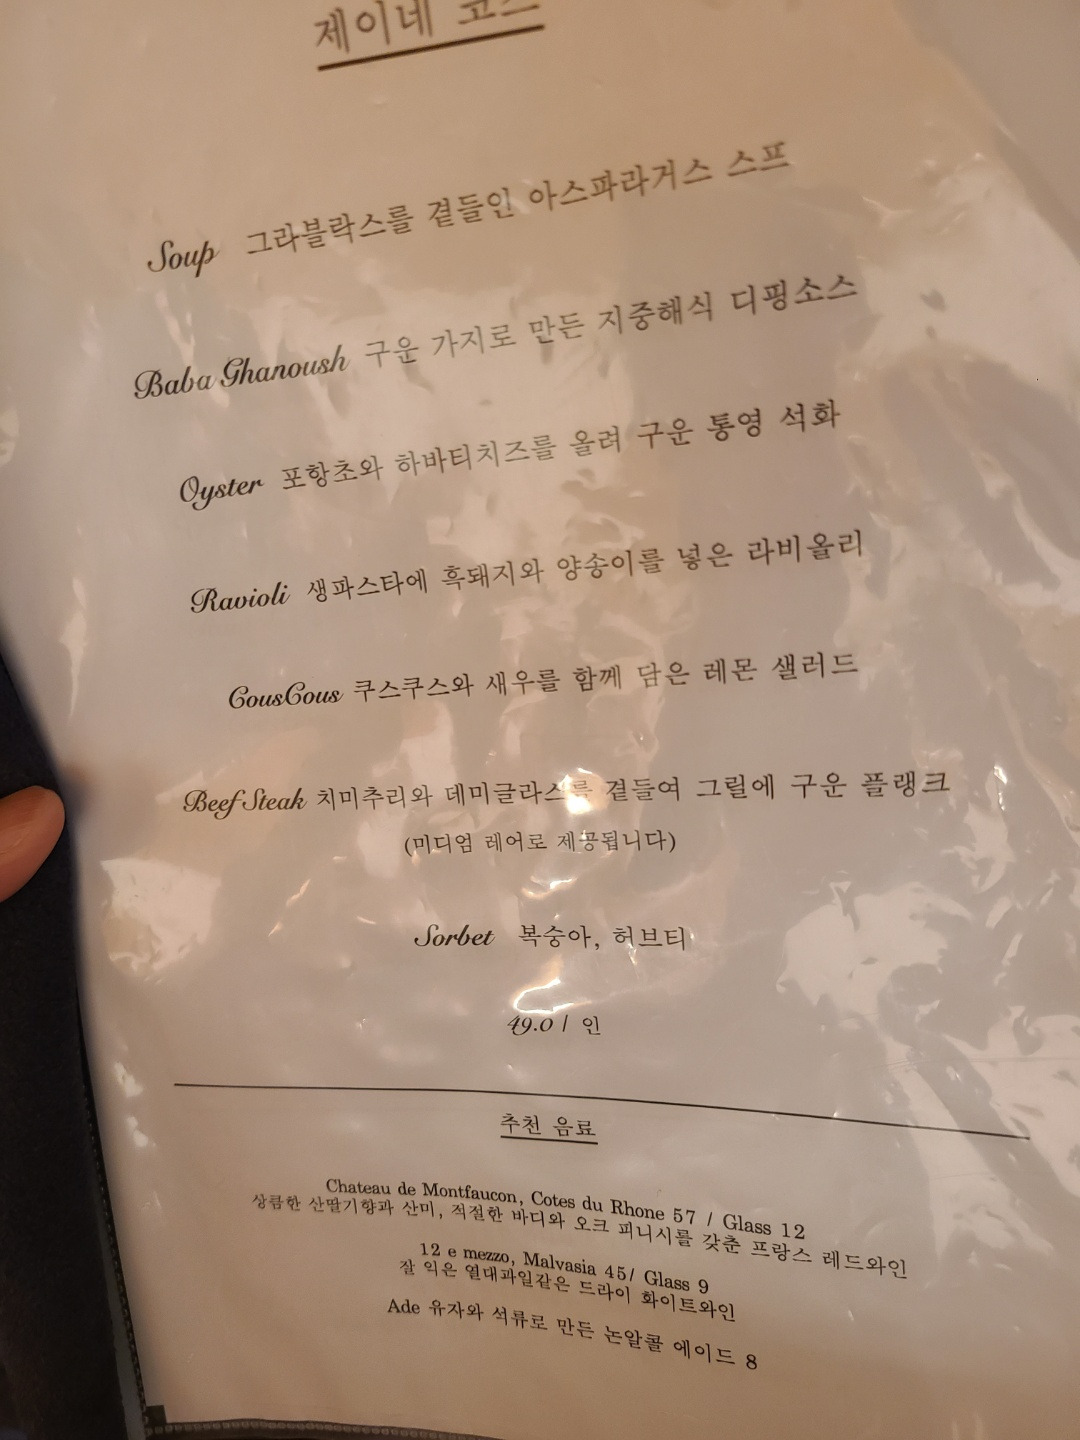 제이네 코스
Soup 그라블락스를 곁들인 아스파라거스 스프
Baba Ghanoush 구운 가지로 만든 지중해식 디핑소스
Oyster 포항초와 하바티치즈를 올려 구운 통영 석화
Ravioli 생파스타에 흑돼지와 양송이를 넣은 라비올리
CousCous 쿠스쿠스와 새우를 함께 담은 레몬 샐러드
Beef Steak 치미추리와 데미글라스를 곁들여 그릴에 구운 플랭크
(미디엄 레어로 제공됩니다)
Sorbet 복숭아, 허브티
49.0 / 인
추천 음료
Chateau de Montfaucon, Cotes du Rhone 57 / Glass 12
상큼한 산딸기향과 산미, 적절한 바디와 오크 피니시를 갖춘 프랑스 레드와인
12 e mezzo, Malvasia 45/ Glass 9
잘 익은 열대과일같은 드라이 화이트와인
Ade 유자와 석류로 만든 논알콜 에이드 8